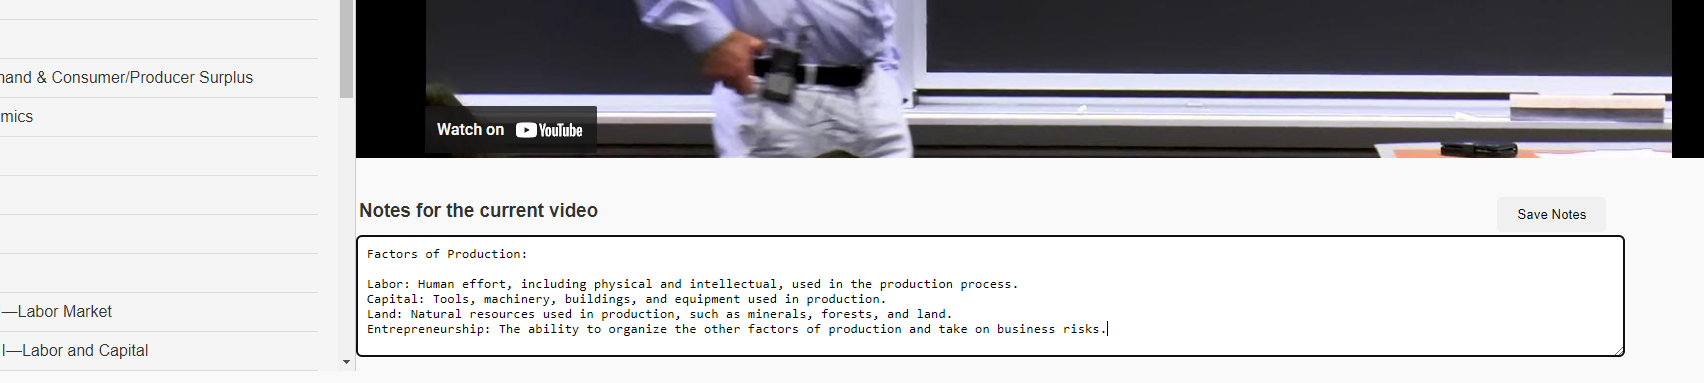 mand & Consumer/Producer Surplus
mics
—Labor Market
I—Labor and Capital
Watch on YouTube
Notes for the current video
Save Notes
Factors of Production:
Labor: Human effort, including physical and intellectual, used in the production process.
Capital: Tools, machinery, buildings, and equipment used in production.
Land: Natural resources used in production, such as minerals, forests, and land.
Entrepreneurship: The ability to organize the other factors of production and take on business risks.